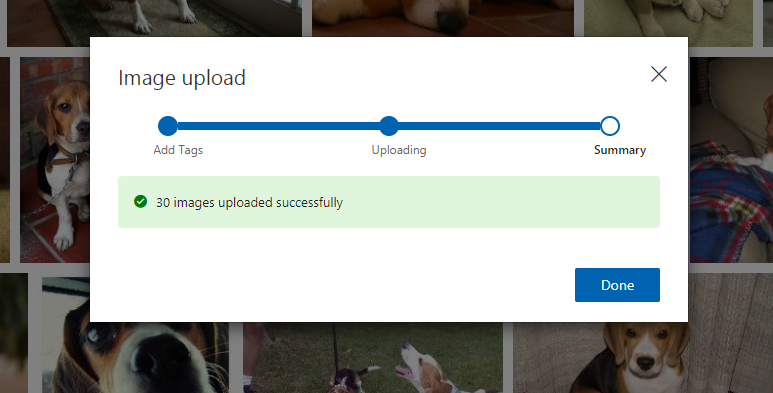 Image upload
Add Tags
Uploading
Summary
30 images uploaded successfully
Done